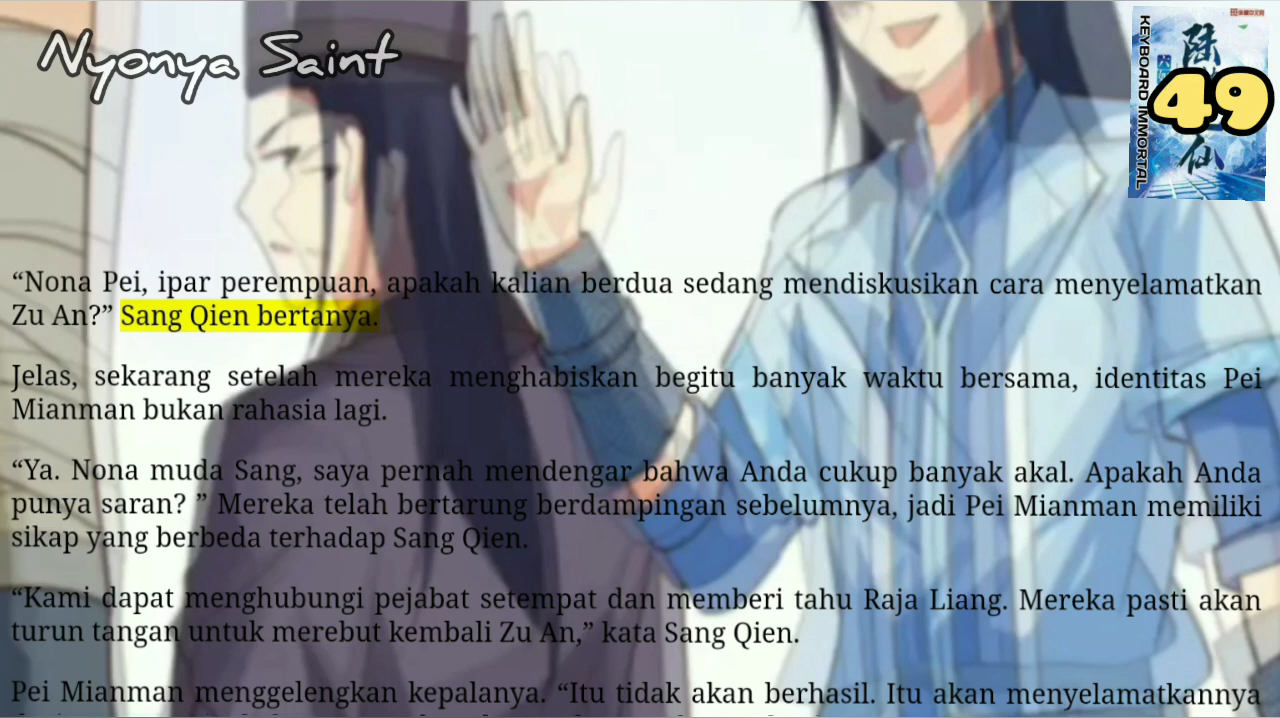 Nyonya Saint
KEYBOARD IMMORTAL
49
仙
“Nona Pei, ipar perempuan, apakah kalian berdua sedang mendiskusikan cara menyelamatkan
Zu An?” Sang Qien bertanya.
Jelas, sekarang setelah mereka menghabiskan begitu banyak waktu bersama, identitas Pei
Mianman bukan rahasia lagi.
“Ya. Nona muda Sang, saya pernah mendengar bahwa Anda cukup banyak akal. Apakah Anda
punya saran? ” Mereka telah bertarung berdampingan sebelumnya, jadi Pei Mianman memiliki
sikap yang berbeda terhadap Sang Qien.
“Kami dapat menghubungi pejabat setempat dan memberi tahu Raja Liang. Mereka pasti akan
turun tangan untuk merebut kembali Zu An,” kata Sang Qien.
Pei Mianman menggelengkan kepalanya. “Itu tidak akan berhasil. Itu akan menyelamatkannya